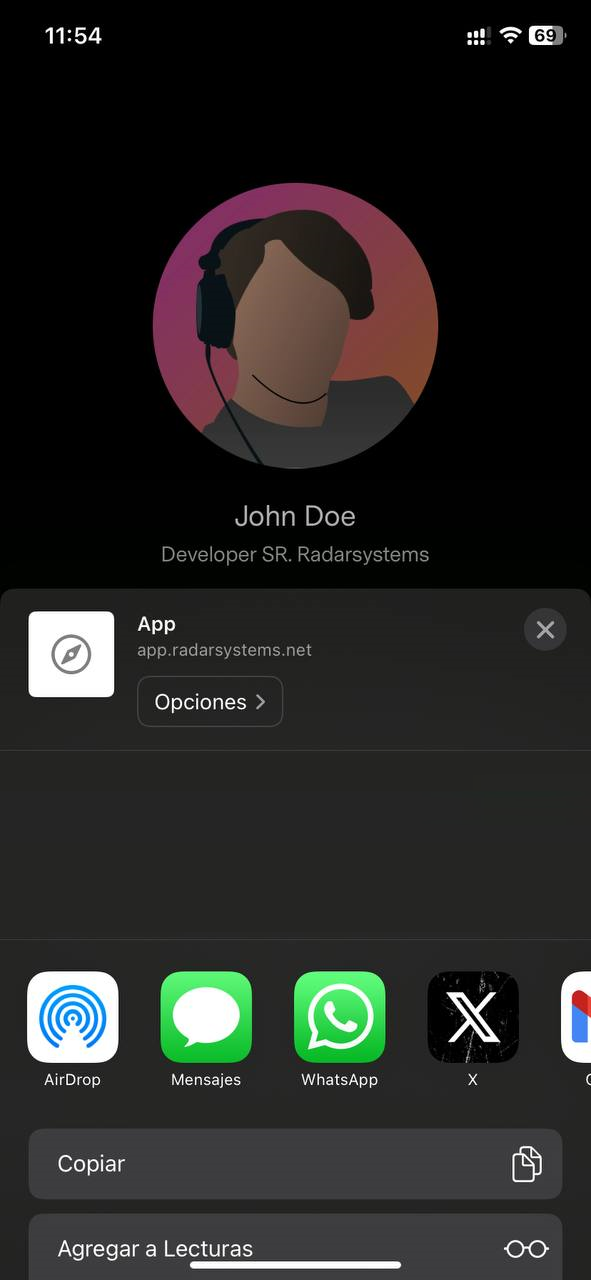 11:54
69
John Doe
Developer SR. Radarsystems
App
app.radarsystems.net
Opciones
AirDrop
Mensajes
WhatsApp
X
Copiar
Agregar a Lecturas